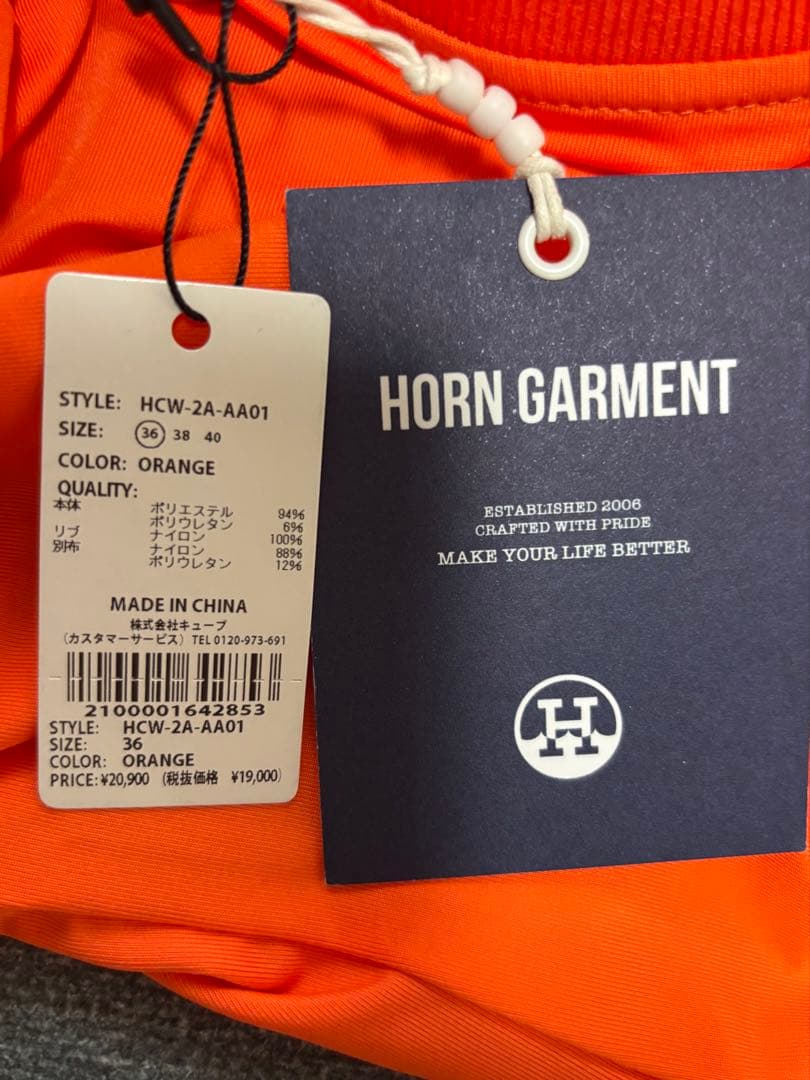 STYLE: HCW-2A-AA01
SIZE: 36 38 40
COLOR: ORANGE
QUALITY:
本体 ポリエステル 94%
ポリウレタン 6%
リブ ナイロン 100%
別布 ナイロン 88%
ポリウレタン 12%
MADE IN CHINA
株式会社キューブ
(カスタマーサービス) TEL 0120-973-691
2100001642853
STYLE: HCW-2A-AA01
SIZE: 36
COLOR: ORANGE
PRICE: ¥20,900 (税抜価格 ¥19,000)
HORN GARMENT
ESTABLISHED 2006
CRAFTED WITH PRIDE
MAKE YOUR LIFE BETTER
H